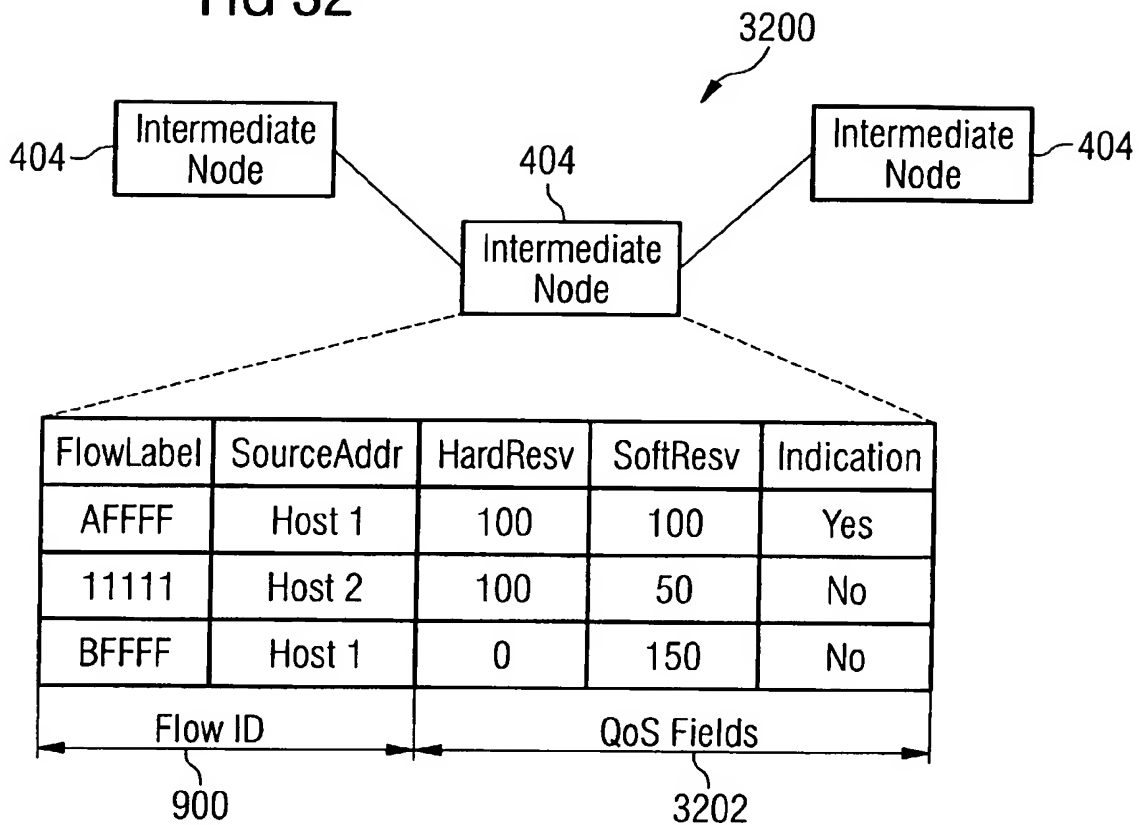 FIG 32
3200
Intermediate
Node
404
404
Intermediate
Node
Intermediate
Node
404
FlowLabel SourceAddr HardResv SoftResv Indication
AFFFF Host 1 100 100 Yes
11111 Host 2 100 50 No
BFFFF Host 1 0 150 No
Flow ID QoS Fields
900 3202